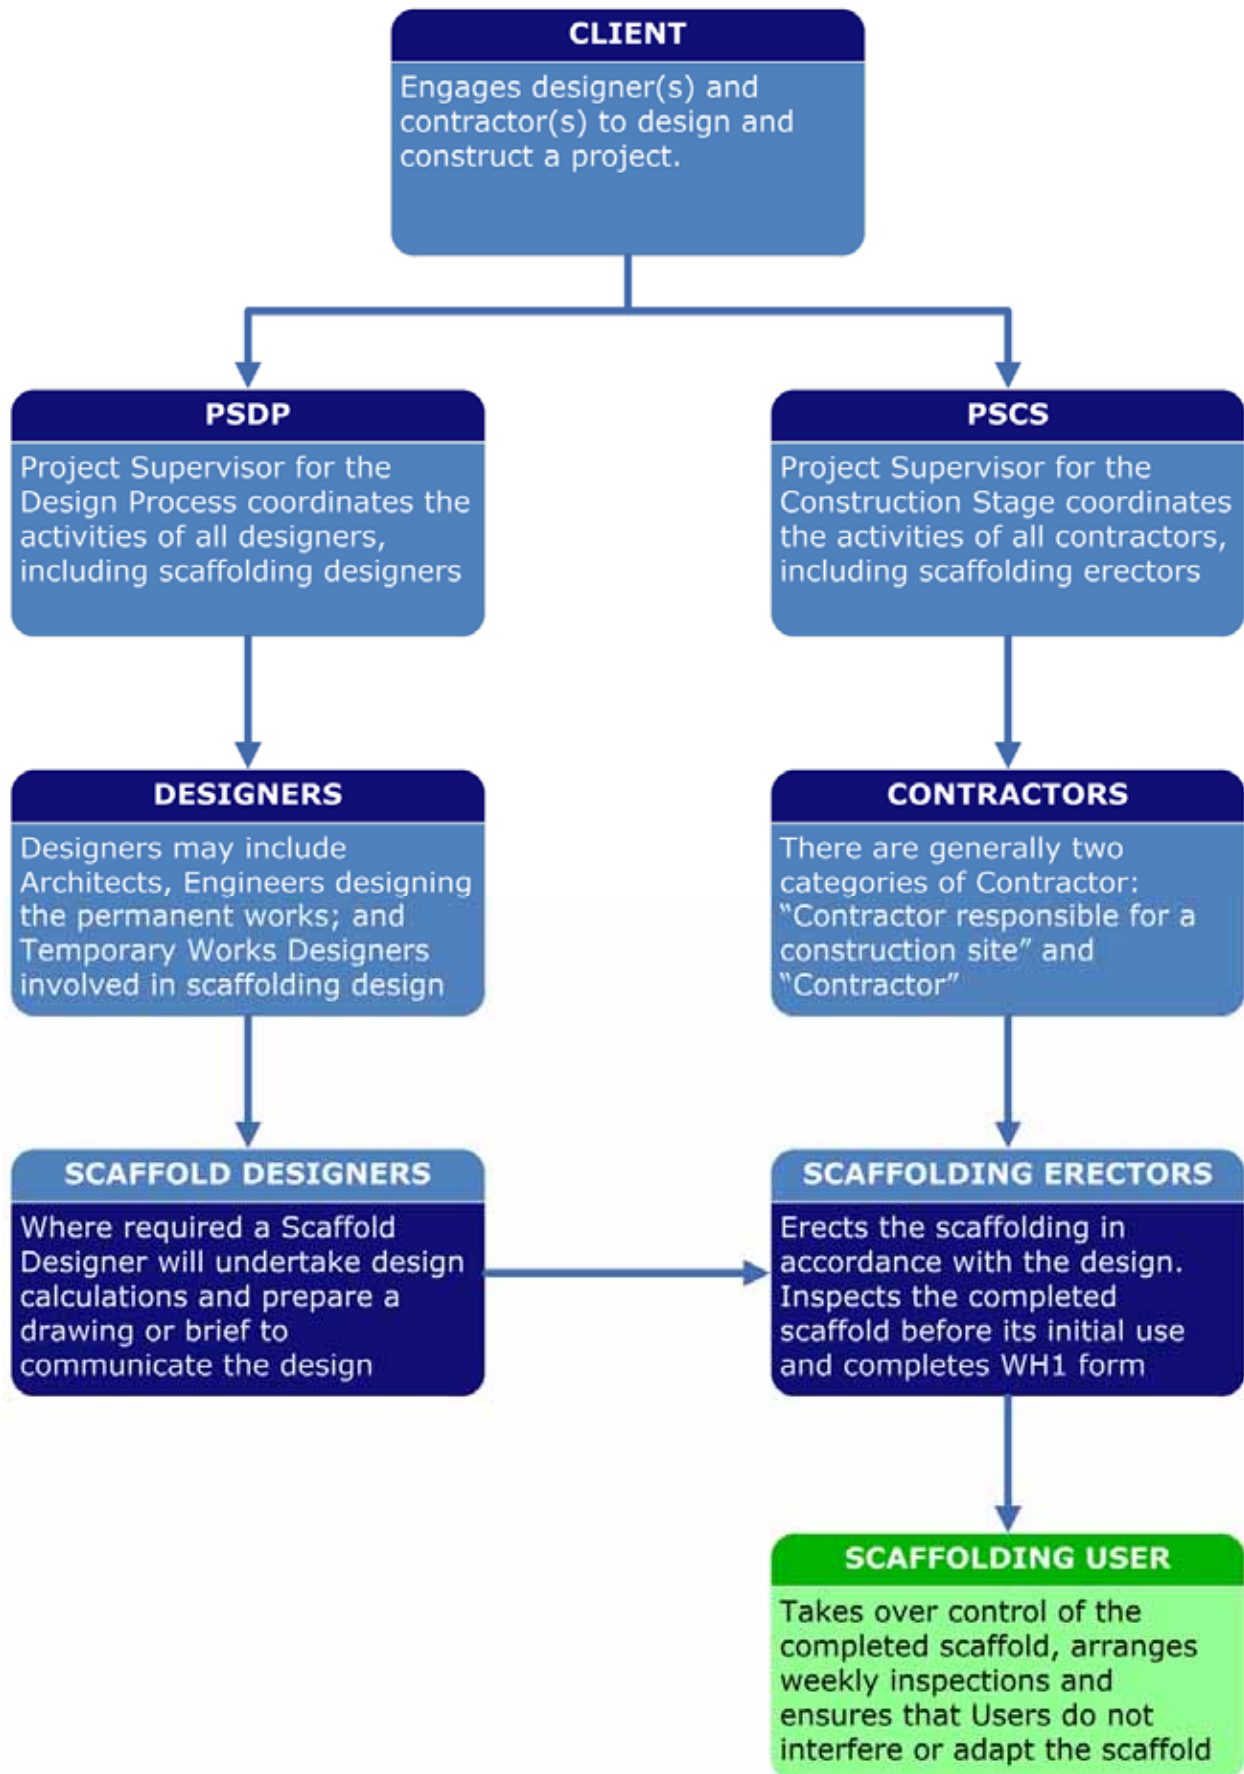 CLIENT
Engages designer(s) and
contractor(s) to design and
construct a project.
PSDP
Project Supervisor for the
Design Process coordinates the
activities of all designers,
including scaffolding designers
PSCS
Project Supervisor for the
Construction Stage coordinates
the activities of all contractors,
including scaffolding erectors
DESIGNERS
Designers may include
Architects, Engineers designing
the permanent works; and
Temporary Works Designers
involved in scaffolding design
CONTRACTORS
There are generally two
categories of Contractor:
“Contractor responsible for a
construction site” and
“Contractor”
SCAFFOLD DESIGNERS
Where required a Scaffold
Designer will undertake design
calculations and prepare a
drawing or brief to
communicate the design
SCAFFOLDING ERECTORS
Erects the scaffolding in
accordance with the design.
Inspects the completed
scaffold before its initial use
and completes WH1 form
SCAFFOLDING USER
Takes over control of the
completed scaffold, arranges
weekly inspections and
ensures that Users do not
interfere or adapt the scaffold